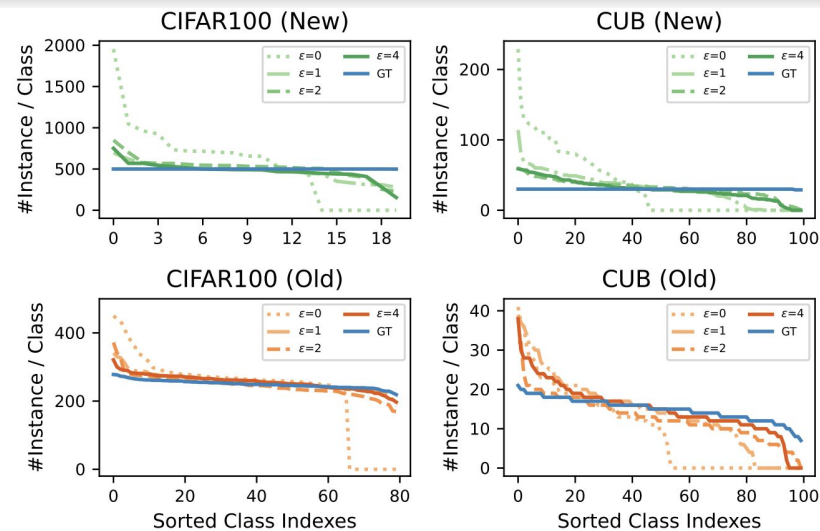 CIFAR100 (New)
#Instance / Class
2000
1500
1000
500
0
0 3 6 9 12 15 18
ε=0
ε=1
ε=2
ε=4
GT
CUB (New)
#Instance / Class
200
100
0
0 20 40 60 80 100
ε=0
ε=1
ε=2
ε=4
GT
CIFAR100 (Old)
#Instance / Class
400
200
0
0 20 40 60 80
Sorted Class Indexes
ε=0
ε=1
ε=2
ε=4
GT
CUB (Old)
#Instance / Class
40
30
20
10
0
0 20 40 60 80 100
Sorted Class Indexes
ε=0
ε=1
ε=2
ε=4
GT